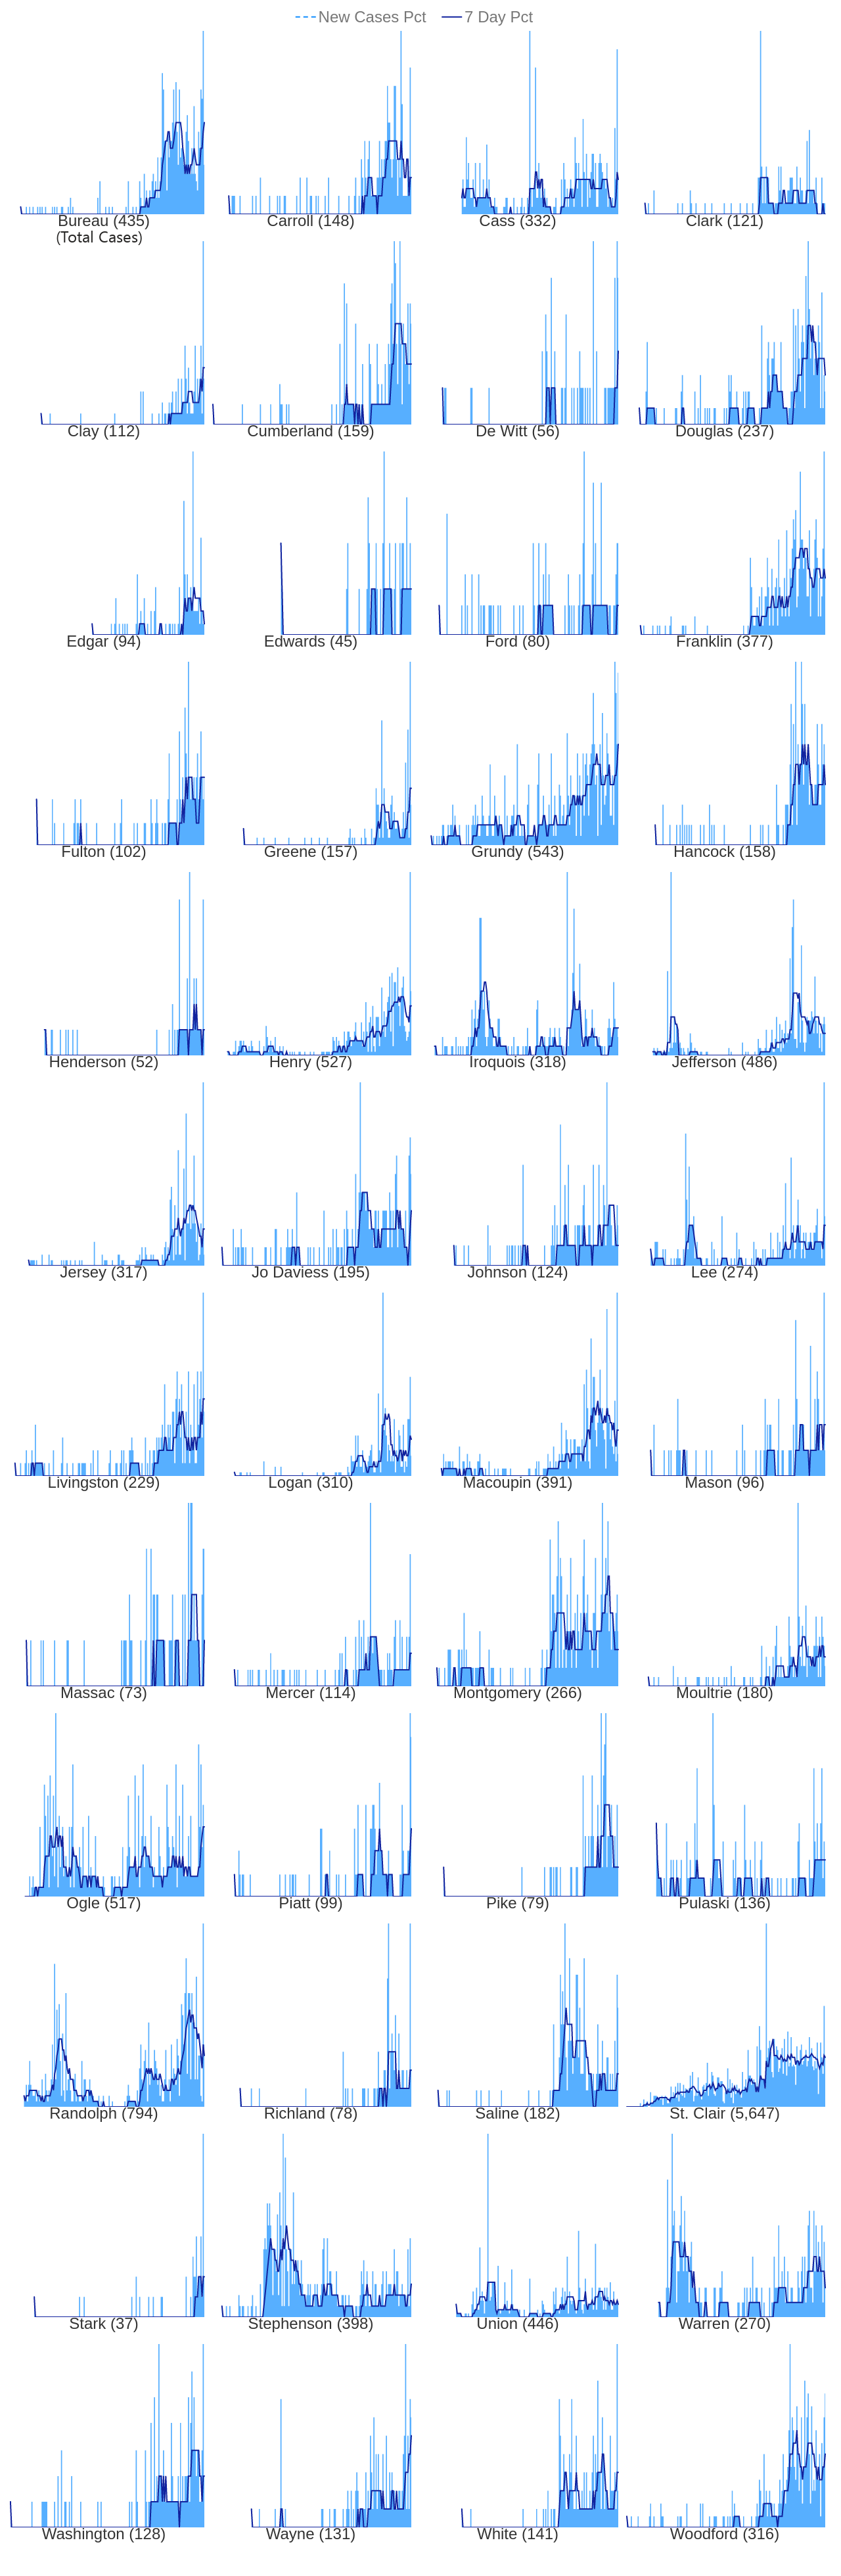 New Cases Pct 7 Day Pct
Bureau (435) Carroll (148) Cass (332) Clark (121)
(Total Cases)
Clay (112) Cumberland (159) De Witt (56) Douglas (237)
Edgar (94) Edwards (45) Ford (80) Franklin (377)
Fulton (102) Greene (157) Grundy (543) Hancock (158)
Henderson (52) Henry (527) Iroquois (318) Jefferson (486)
Jersey (317) Jo Daviess (195) Johnson (124) Lee (274)
Livingston (229) Logan (310) Macoupin (391) Mason (96)
Massac (73) Mercer (114) Montgomery (266) Moultrie (180)
Ogle (517) Piatt (99) Pike (79) Pulaski (136)
Randolph (794) Richland (78) Saline (182) St. Clair (5,647)
Stark (37) Stephenson (398) Union (446) Warren (270)
Washington (128) Wayne (131) White (141) Woodford (316)